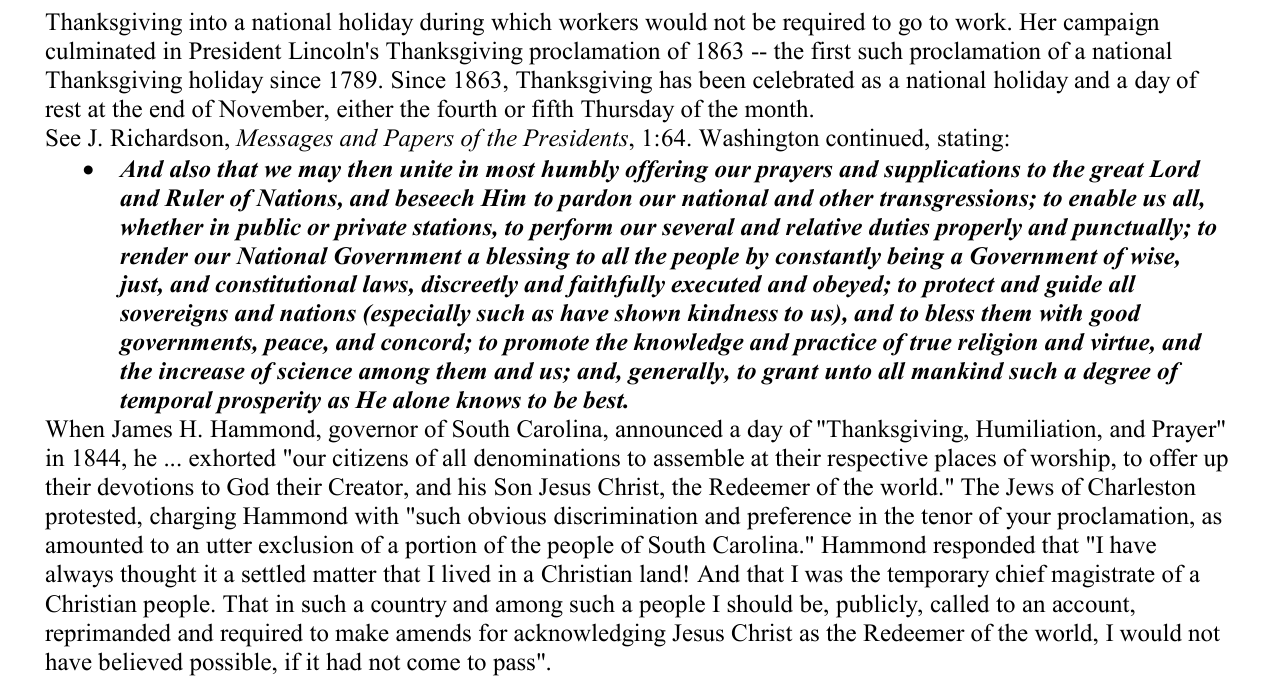 Thanksgiving into a national holiday during which workers would not be required to go to work. Her campaign
culminated in President Lincoln's Thanksgiving proclamation of 1863 -- the first such proclamation of a national
Thanksgiving holiday since 1789. Since 1863, Thanksgiving has been celebrated as a national holiday and a day of
rest at the end of November, either the fourth or fifth Thursday of the month.
See J. Richardson, Messages and Papers of the Presidents, 1:64. Washington continued, stating:
• And also that we may then unite in most humbly offering our prayers and supplications to the great Lord
and Ruler of Nations, and beseech Him to pardon our national and other transgressions; to enable us all,
whether in public or private stations, to perform our several and relative duties properly and punctually; to
render our National Government a blessing to all the people by constantly being a Government of wise,
just, and constitutional laws, discreetly and faithfully executed and obeyed; to protect and guide all
sovereigns and nations (especially such as have shown kindness to us), and to bless them with good
governments, peace, and concord; to promote the knowledge and practice of true religion and virtue, and
the increase of science among them and us; and, generally, to grant unto all mankind such a degree of
temporal prosperity as He alone knows to be best.
When James H. Hammond, governor of South Carolina, announced a day of "Thanksgiving, Humiliation, and Prayer"
in 1844, he ... exhorted "our citizens of all denominations to assemble at their respective places of worship, to offer up
their devotions to God their Creator, and his Son Jesus Christ, the Redeemer of the world." The Jews of Charleston
protested, charging Hammond with "such obvious discrimination and preference in the tenor of your proclamation, as
amounted to an utter exclusion of a portion of the people of South Carolina." Hammond responded that "I have
always thought it a settled matter that I lived in a Christian land! And that I was the temporary chief magistrate of a
Christian people. That in such a country and among such a people I should be, publicly, called to an account,
reprimanded and required to make amends for acknowledging Jesus Christ as the Redeemer of the world, I would not
have believed possible, if it had not come to pass".